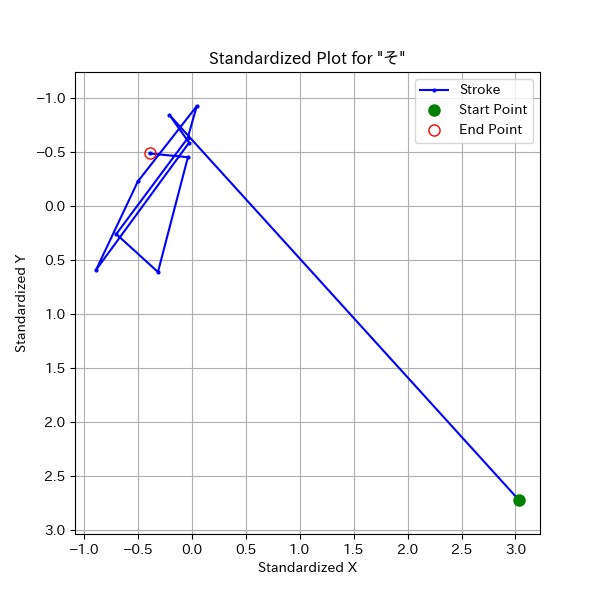 Standardized Plot for "そ"
Stroke
Start Point
End Point
−1.0
−0.5
0.0
0.5
1.0
1.5
2.0
2.5
3.0
Standardized Y
−1.0 −0.5 0.0 0.5 1.0 1.5 2.0 2.5 3.0
Standardized X